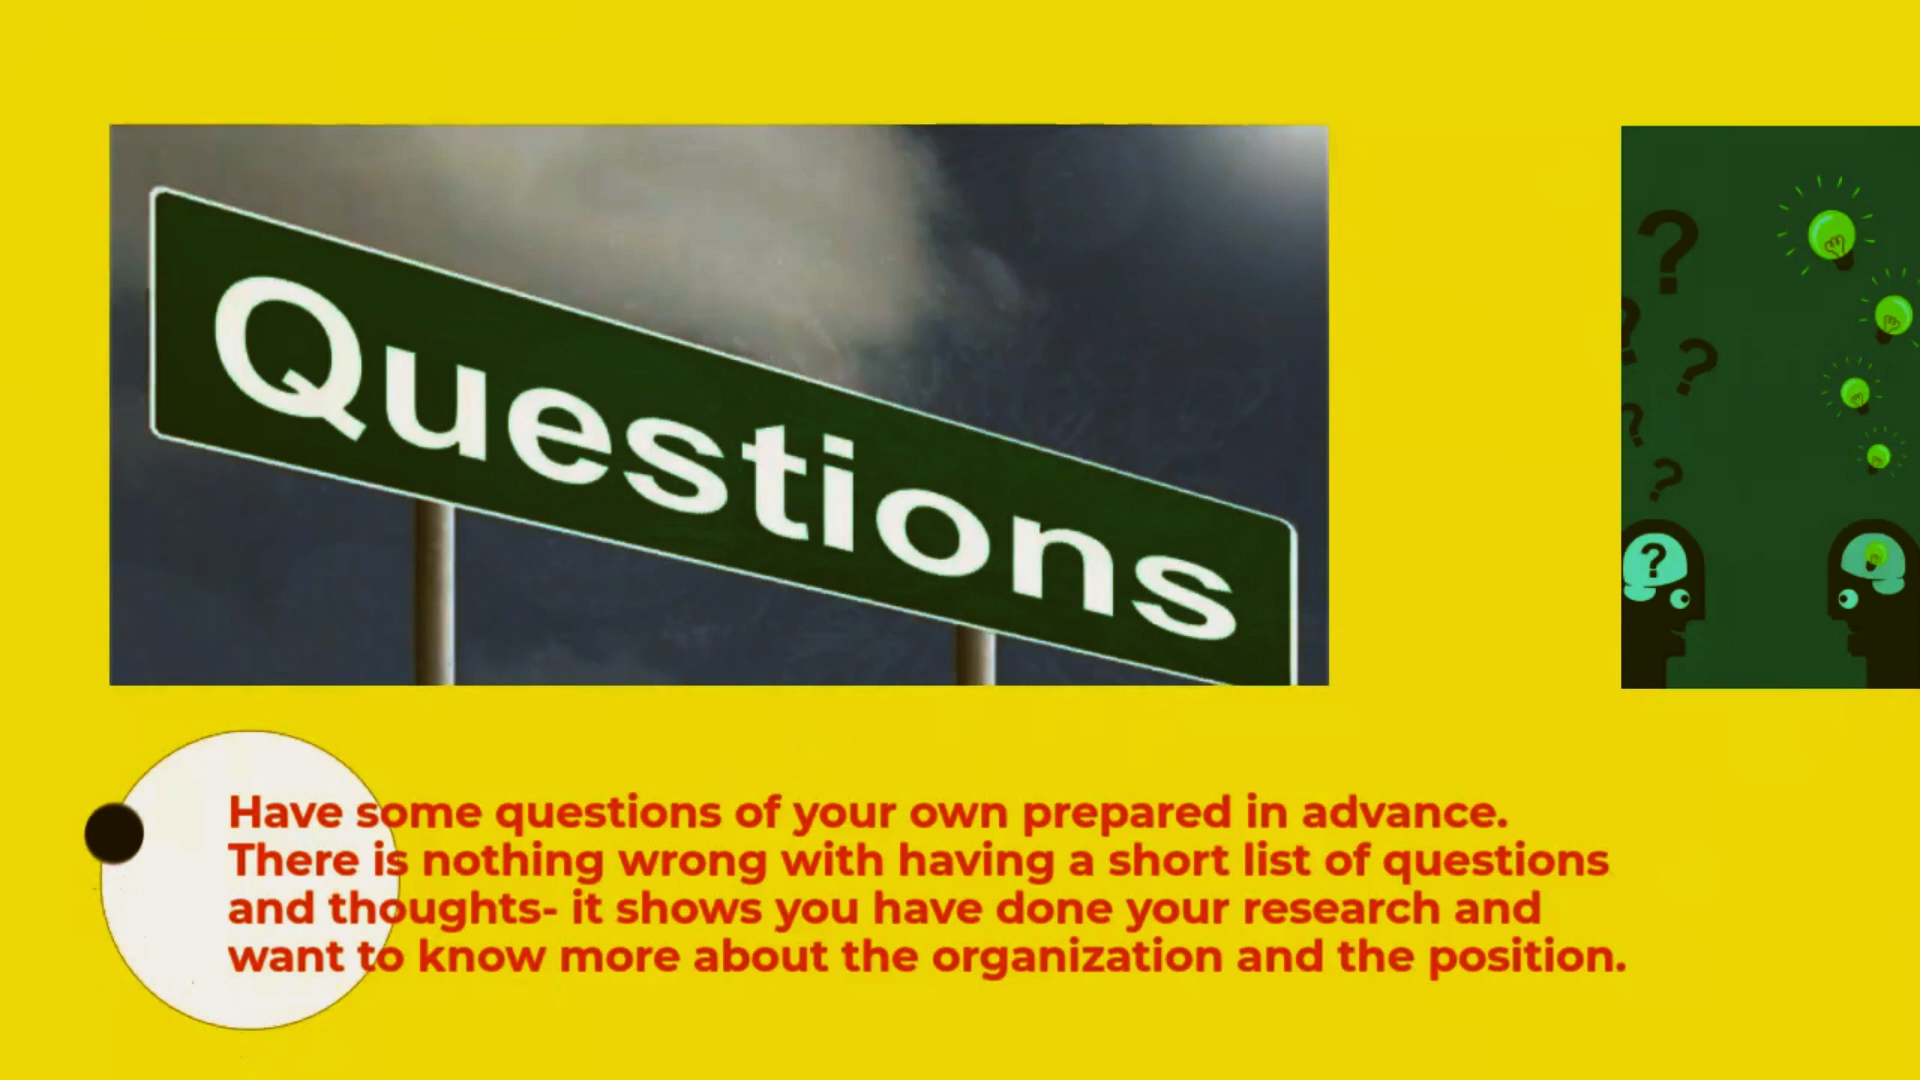 Questions
? 
?
?
?
?
?
Have some questions of your own prepared in advance.
There is nothing wrong with having a short list of questions
and thoughts- it shows you have done your research and
want to know more about the organization and the position.